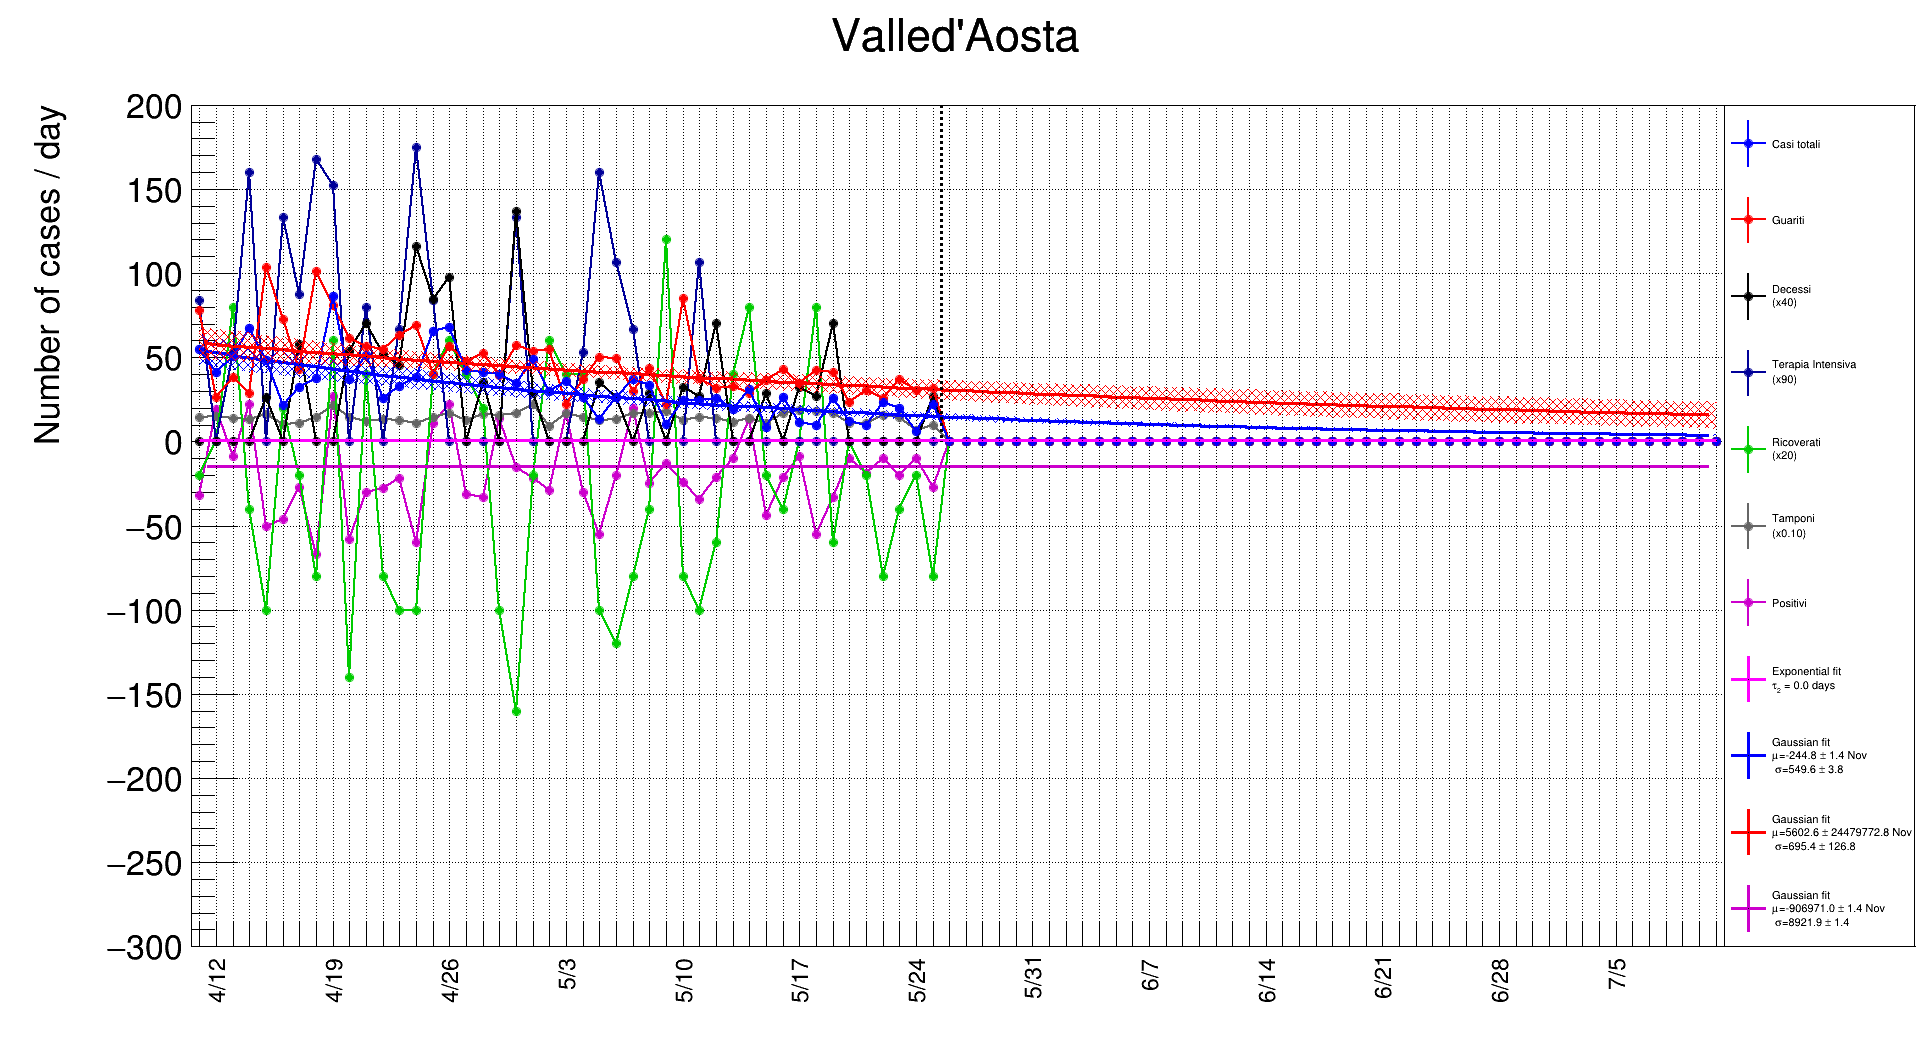 Valled'Aosta
Number of cases / day
200
150
100
50
0
−50
−100
−150
−200
−250
−300
4/12
4/19
4/26
5/3
5/10
5/17
5/24
5/31
6/7
6/14
6/21
6/28
7/5
Casi totali
Guariti
Decessi
(x40)
Terapia Intensiva
(x90)
Ricoverati
(x20)
Tamponi
(x0.10)
Positivi
Exponential fit
τ2 = 0.0 days
Gaussian fit
μ=-244.8 ± 1.4 Nov
σ=549.6 ± 3.8
Gaussian fit
μ=5602.6 ± 24479772.8 Nov
σ=695.4 ± 126.8
Gaussian fit
μ=-906971.0 ± 1.4 Nov
σ=8921.9 ± 1.4